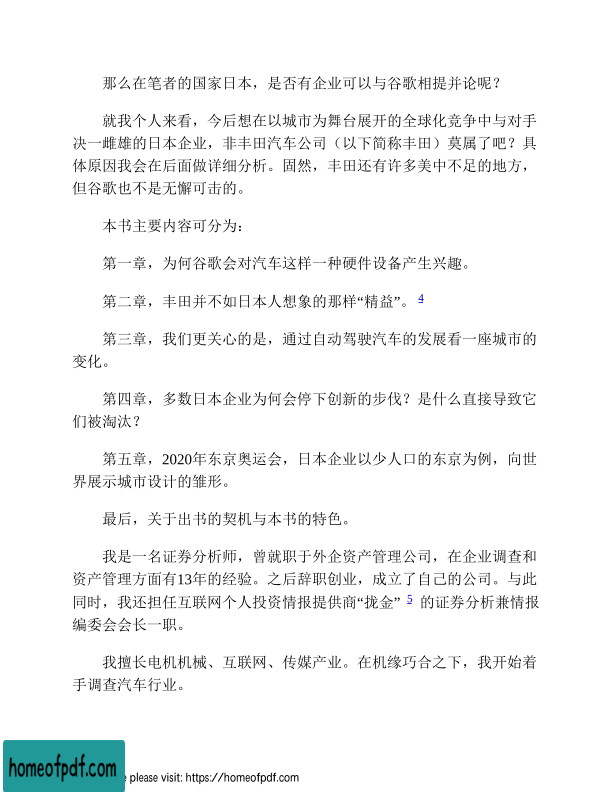 那么在笔者的国家日本，是否有企业可以与谷歌相提并论呢？
就我个人来看，今后想在以城市为舞台展开的全球化竞争中与对手
决一雌雄的日本企业，非丰田汽车公司（以下简称丰田）莫属了吧？具
体原因我会在后面做详细分析。固然，丰田还有许多美中不足的地方，
但谷歌也不是无懈可击的。
本书主要内容可分为：
第一章，为何谷歌会对汽车这样一种硬件设备产生兴趣。
第二章，丰田并不如日本人想象的那样“精益”。 4
第三章，我们更关心的是，通过自动驾驶汽车的发展看一座城市的
变化。
第四章，多数日本企业为何会停下创新的步伐？是什么直接导致它
们被淘汰？
第五章，2020年东京奥运会，日本企业以少人口的东京为例，向世
界展示城市设计的雏形。
最后，关于出书的契机与本书的特色。
我是一名证券分析师，曾就职于外企资产管理公司，在企业调查和
资产管理方面有13年的经验。之后辞职创业，成立了自己的公司。与此
同时，我还担任互联网个人投资情报提供商“拢金” 5 的证券分析兼情报
编委会会长一职。
我擅长电机机械、互联网、传媒产业。在机缘巧合之下，我开始着
手调查汽车行业。
homeofpdf.com
e please visit: https://homeofpdf.com